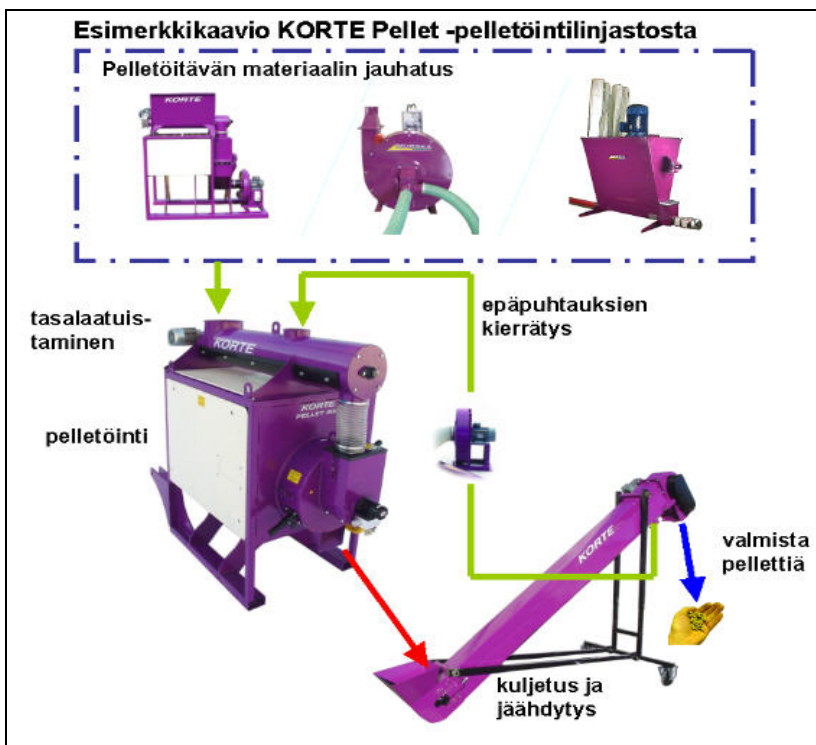 Esimerkkikaavio KORTE Pellet -pelletöintilinjastosta
Pelletöitävän materiaalin jauhatus
KORTE
tasalaatuis-
taminen
epäpuhtauksien
kierrätys
KORTE
KORTE
PELLET
pelletöinti
KORTE
valmista
pellettiä
kuljetus ja
jäähdytys